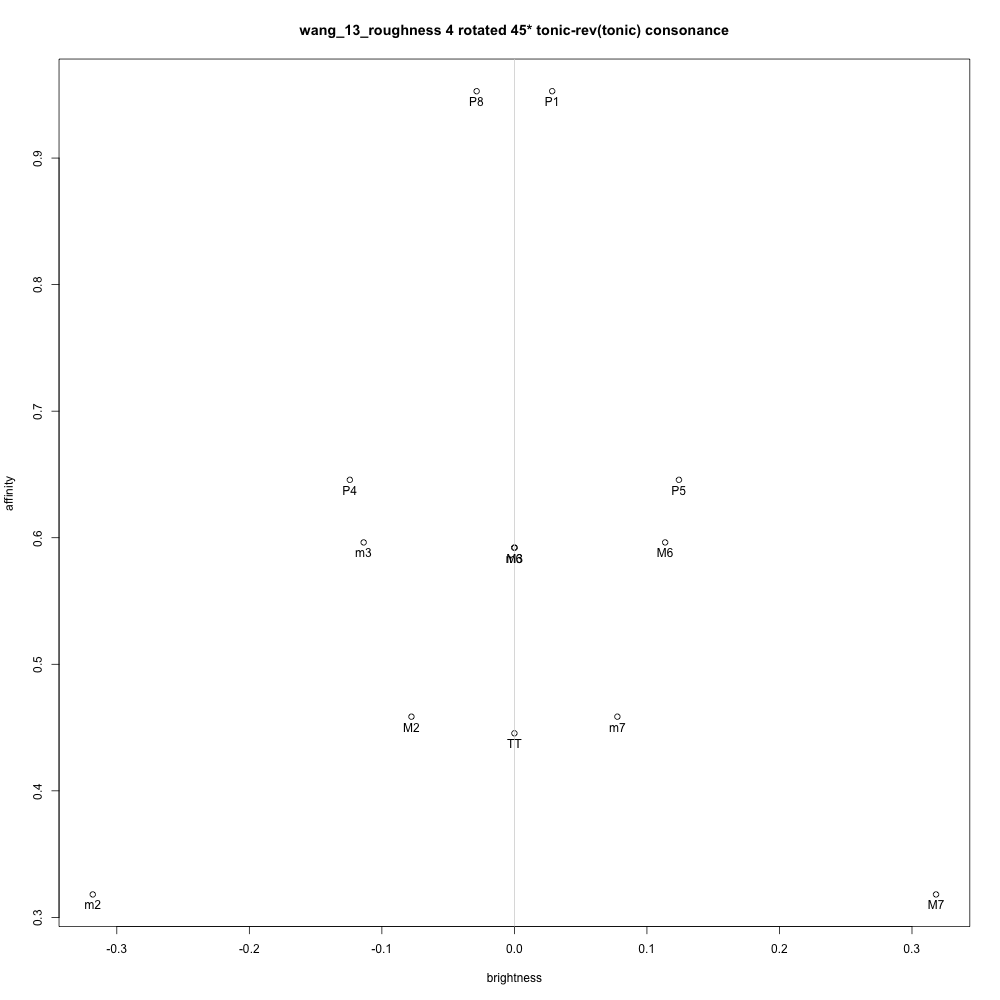 wang_13_roughness 4 rotated 45* tonic-rev(tonic) consonance
P8 P1
0.9
0.8
0.7
affinity
P4 P5
0.6
m3 M6
0.5
M2 m7
TT
0.4
m2 M7
0.3
-0.3 -0.2 -0.1 0.0 0.1 0.2 0.3
brightness